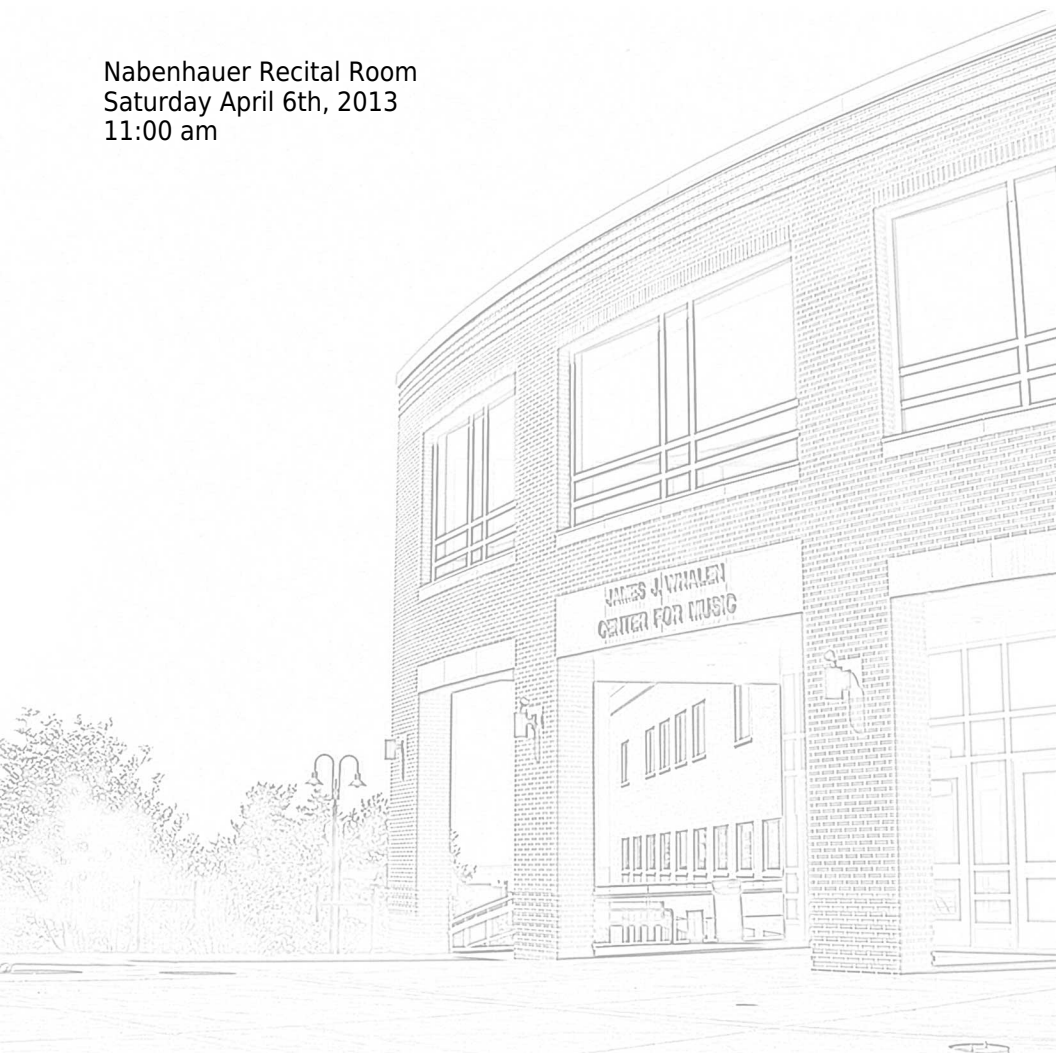 Nabenhauer Recital Room
Saturday April 6th, 2013
11:00 am
JAMES J. WHALEN
CENTER FOR MUSIC